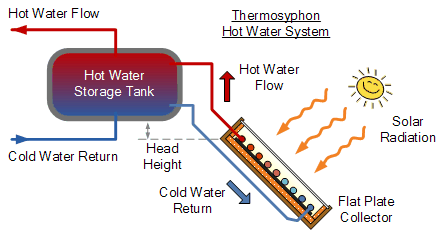 Hot Water Flow
Thermosyphon
Hot Water System
Hot Water
Storage Tank
Hot Water
Flow
Solar
Radiation
Cold Water Return
Head
Height
Cold Water
Return
Flat Plate
Collector